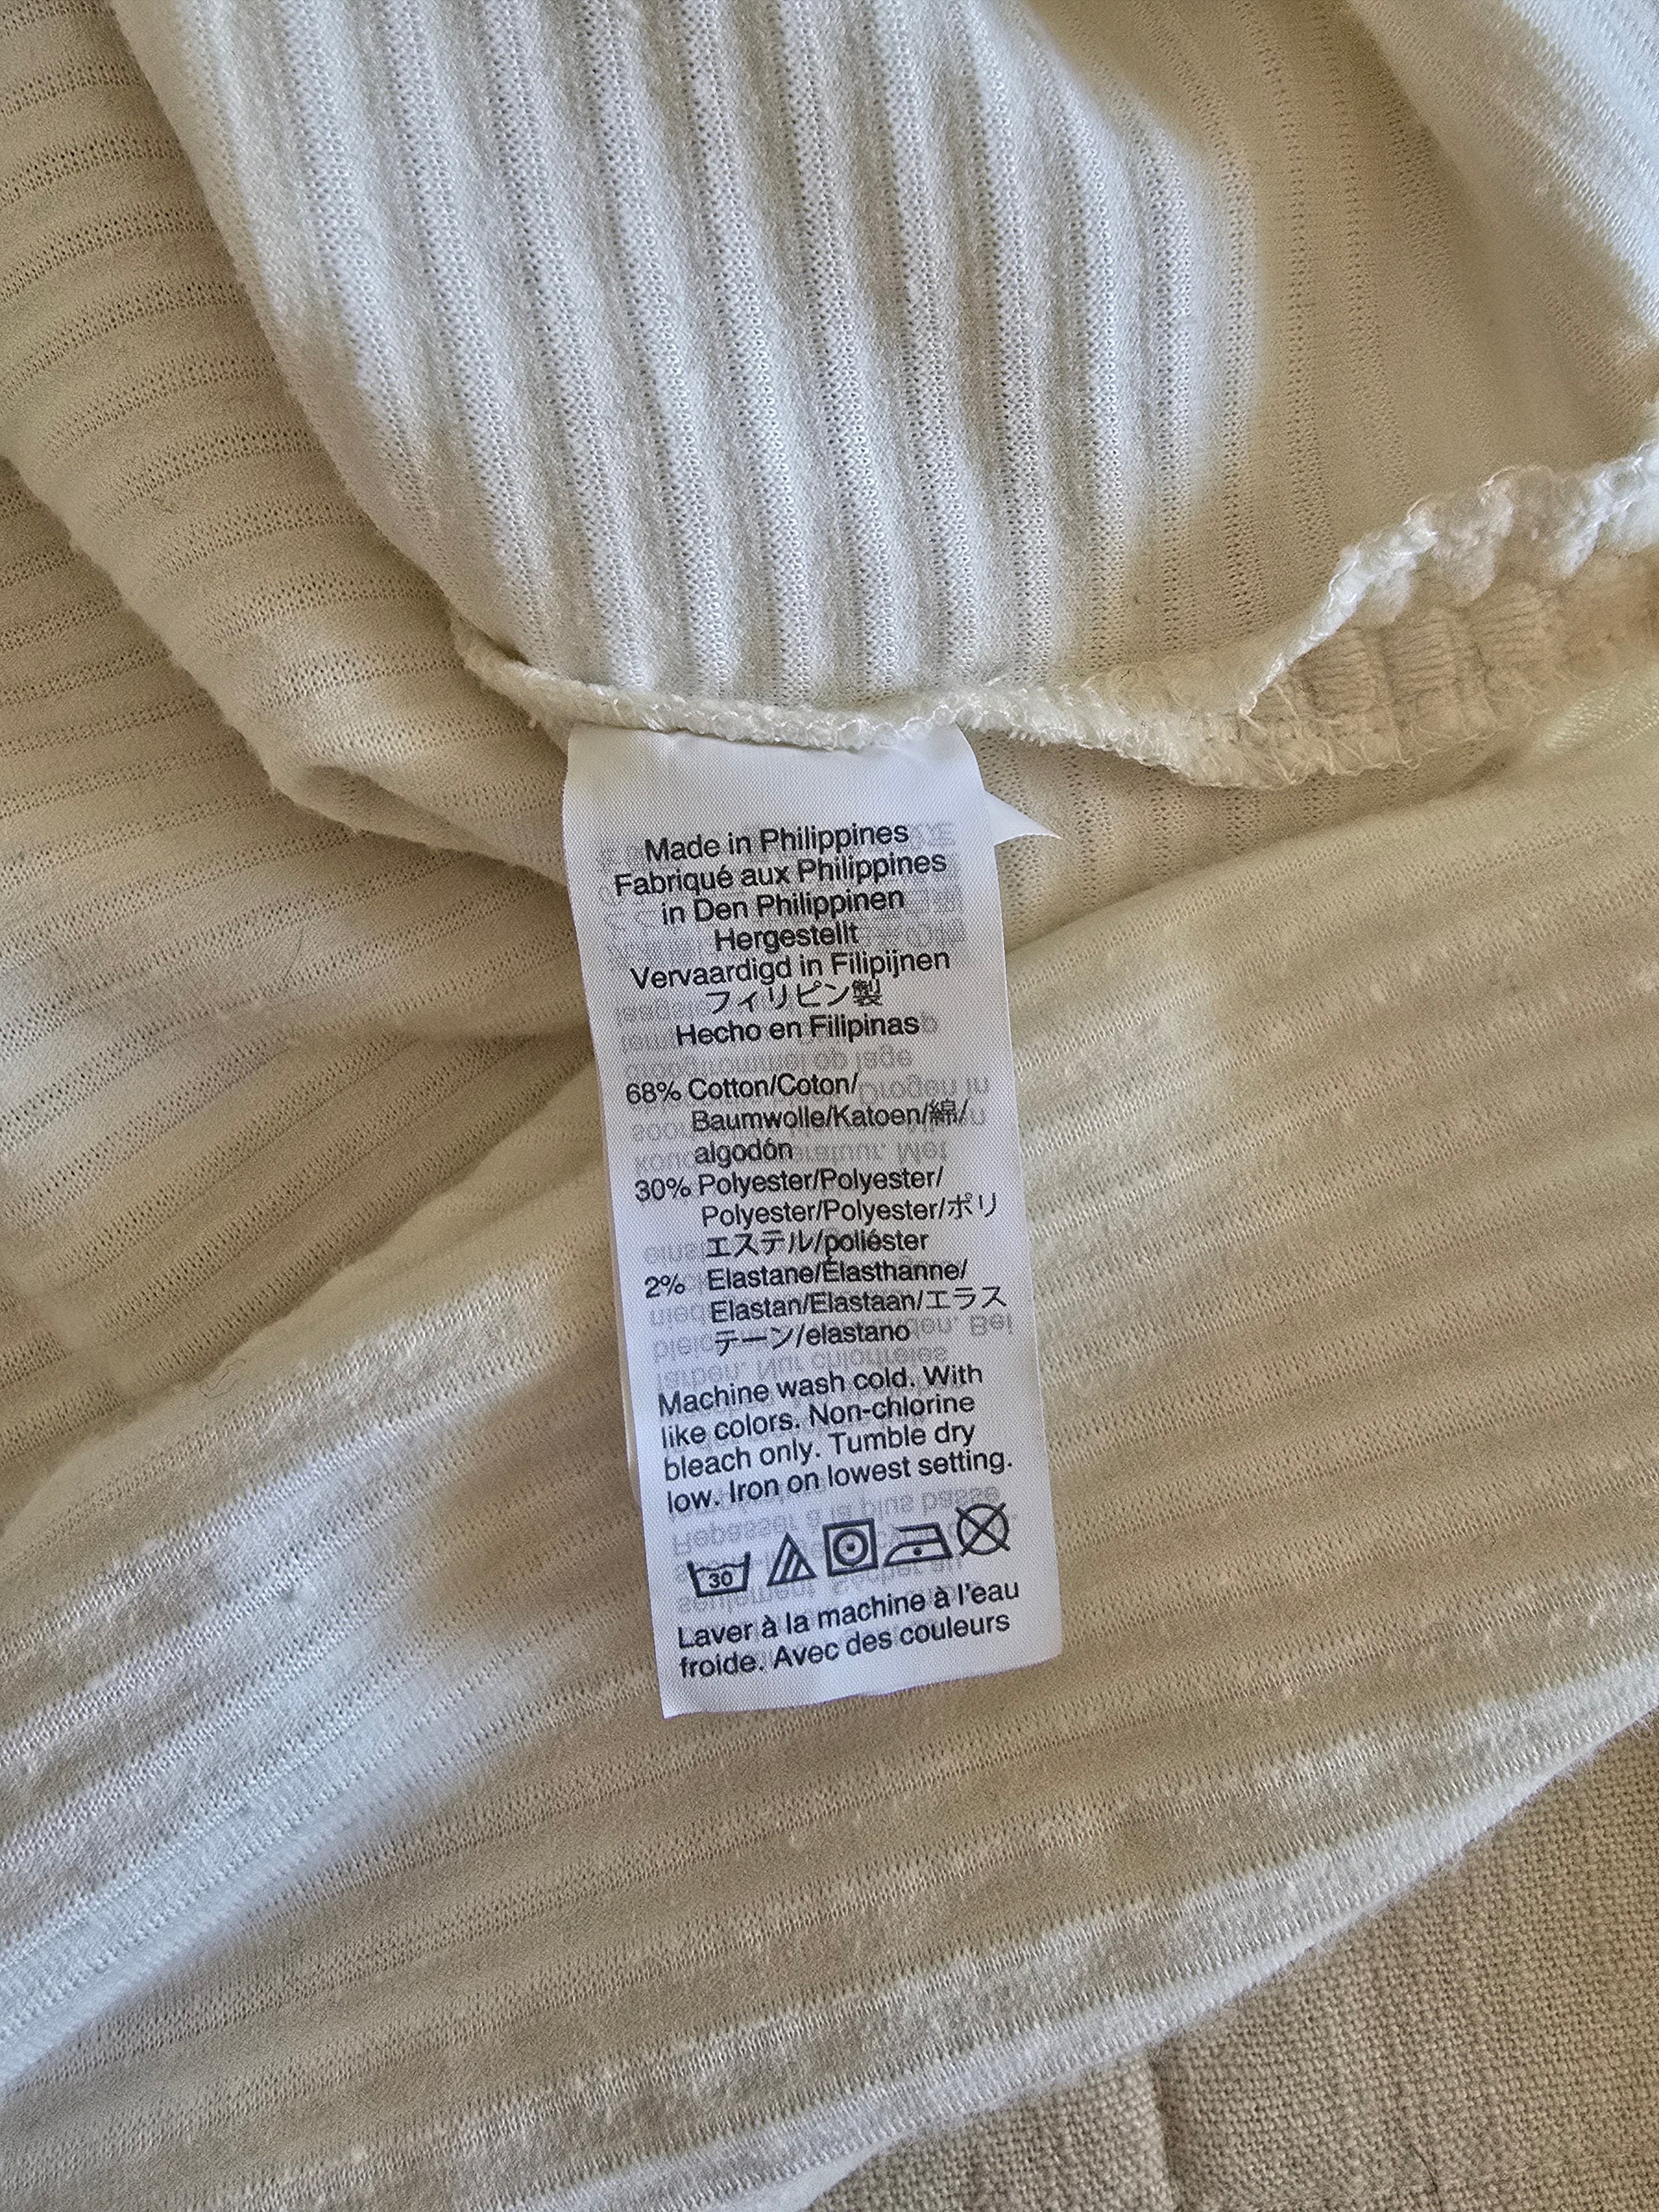 Made in Philippines
Fabriqué aux Philippines
in Den Philippinen
Hergestellt
Vervaardigd in Filipijnen
フィリピン製
Hecho en Filipinas
68% Cotton/Coton/
Baumwolle/Katoen/綿/
algodón
30% Polyester/Polyester/
Polyester/Polyester/ポリ
エステル/poliéster
2% Elastane/Élasthanne/
Elastan/Elastaan/エラス
テーン/elastano
Machine wash cold. With
like colors. Non-chlorine
bleach only. Tumble dry
low. Iron on lowest setting.
30
Laver à la machine à l'eau
froide. Avec des couleurs